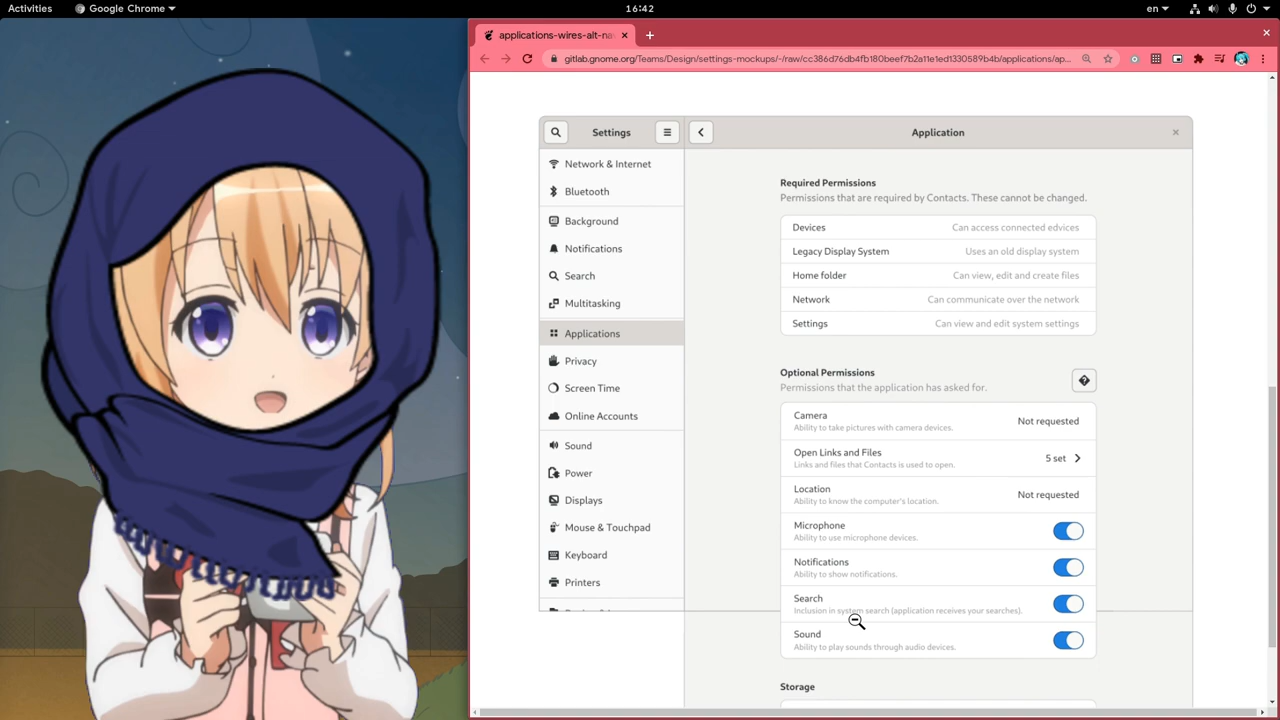 Activities
Google Chrome
16:42
en
applications-wires-alt-na
gitlab.gnome.org/Teams/Design/settings-mockups/-/raw/cc386d76db4fb180beef7b2a11e1ed1330589b4b/applications/ap...
Settings
Application
Network & Internet
Bluetooth
Background
Notifications
Search
Multitasking
Applications
Privacy
Screen Time
Online Accounts
Sound
Power
Displays
Mouse & Touchpad
Keyboard
Printers
Required Permissions
Permissions that are required by Contacts. These cannot be changed.
Devices Can access connected edvices
Legacy Display System Uses an old display system
Home folder Can view, edit and create files
Network Can communicate over the network
Settings Can view and edit system settings
Optional Permissions
Permissions that the application has asked for.
Camera Not requested
Ability to take pictures with camera devices.
Open Links and Files 5 set
Links and files that Contacts is used to open.
Location Not requested
Ability to know the computer's location.
Microphone
Ability to use microphone devices.
Notifications
Ability to show notifications.
Search
Inclusion in system search (application receives your searches).
Sound
Ability to play sounds through audio devices.
Storage